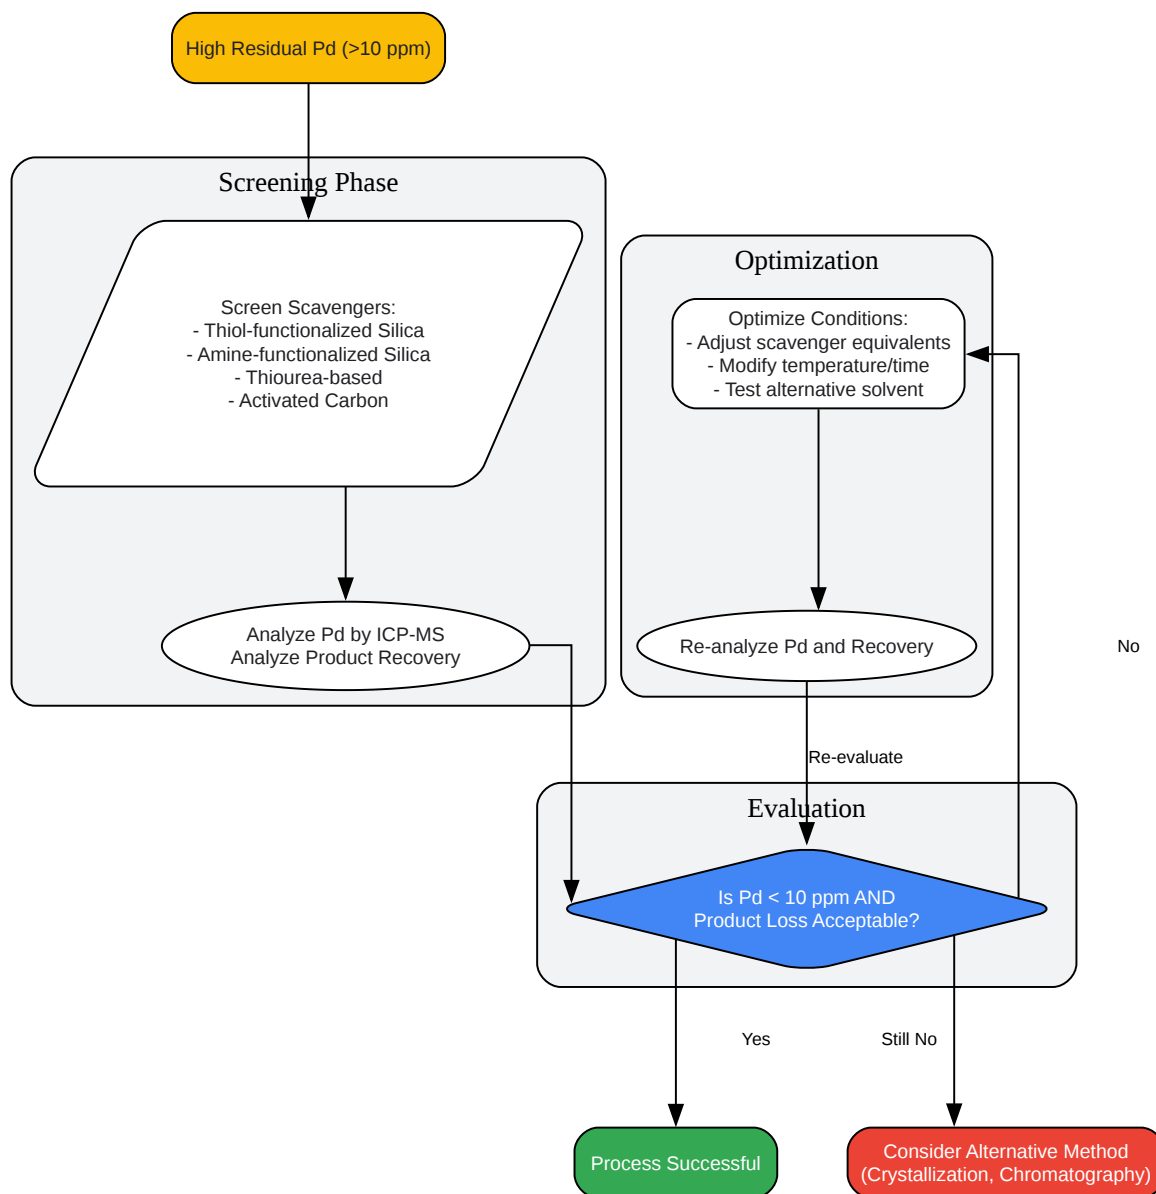 High Residual Pd (>10 ppm)
Screening Phase
Screen Scavengers:
- Thiol-functionalized Silica
- Amine-functionalized Silica
- Thiourea-based
- Activated Carbon
Analyze Pd by ICP-MS
Analyze Product Recovery
Optimization
Optimize Conditions:
- Adjust scavenger equivalents
- Modify temperature/time
- Test alternative solvent
Re-analyze Pd and Recovery
No
Re-evaluate
Evaluation
Is Pd < 10 ppm AND
Product Loss Acceptable?
Yes
Still No
Process Successful
Consider Alternative Method
(Crystallization, Chromatography)